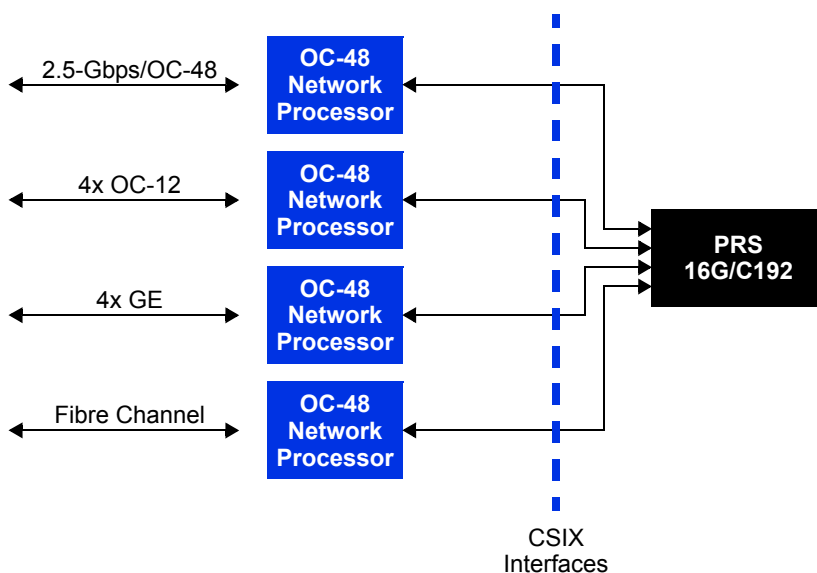 2.5-Gbps/OC-48
OC-48
Network
Processor
4x OC-12
OC-48
Network
Processor
PRS
16G/C192
4x GE
OC-48
Network
Processor
Fibre Channel
OC-48
Network
Processor
CSIX
Interfaces